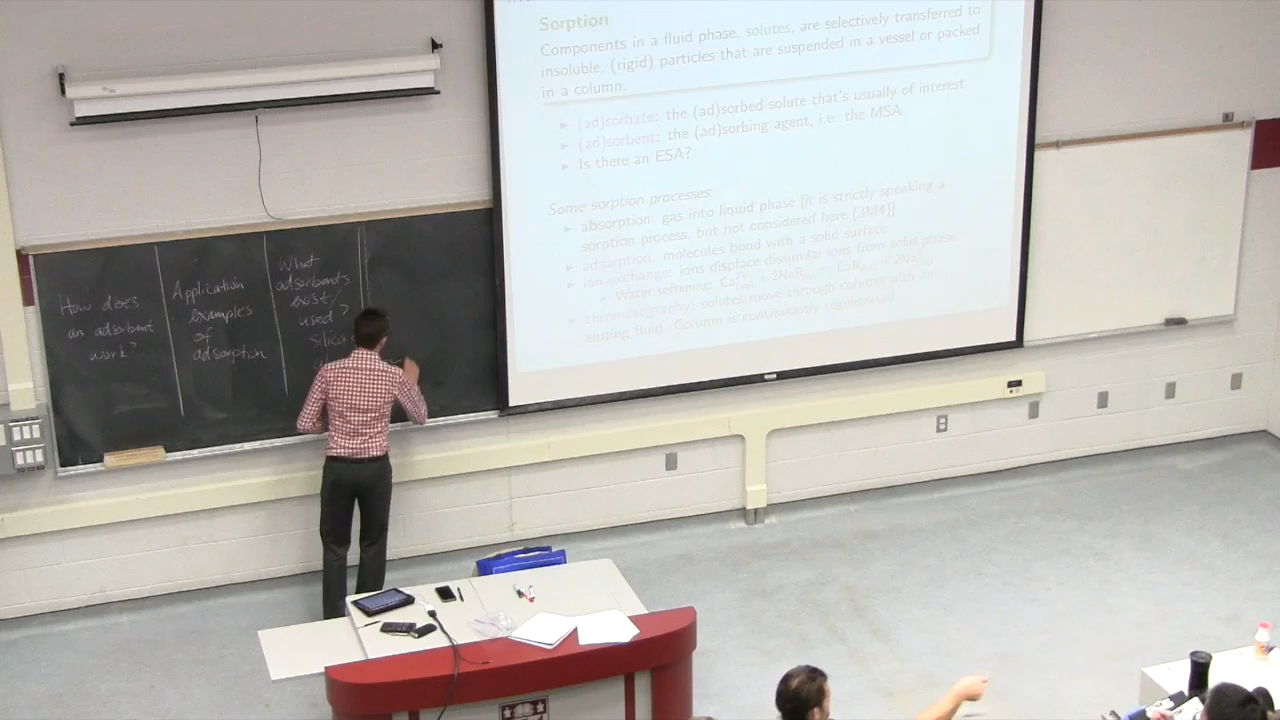 How does
an adsorbent
work?
Application
examples
of
adsorption
What
adsorbents
exist/
used?
silica
Sorption
Components in a fluid phase, solutes, are selectively transferred to
insoluble, (rigid) particles that are suspended in a vessel or packed
in a column.
▶ (ad)sorbate: the (ad)sorbed solute that's usually of interest
▶ (ad)sorbent: the (ad)sorbing agent, i.e. the MSA
▶ Is there an ESA?
Some sorption processes:
▶ absorption: gas into liquid phase [it is strictly speaking a
sorption process, but not considered here (3M4)]
▶ adsorption: molecules bond with a solid surface
▶ ion-exchange: ions displace dissimilar ions from solid phase
▶ Water softening:
▶ chromatography: solutes move through column with an
eluting fluid. Column is continuously regenerated.